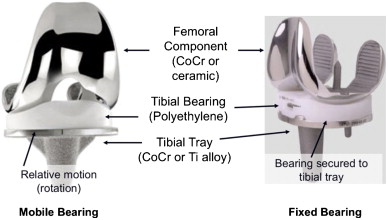 Femoral
Component
(CoCr or
ceramic)
Tibial Bearing
(Polyethylene)
Tibial Tray
(CoCr or Ti alloy)
Relative motion
(rotation)
Bearing secured to
tibial tray
Mobile Bearing
Fixed Bearing